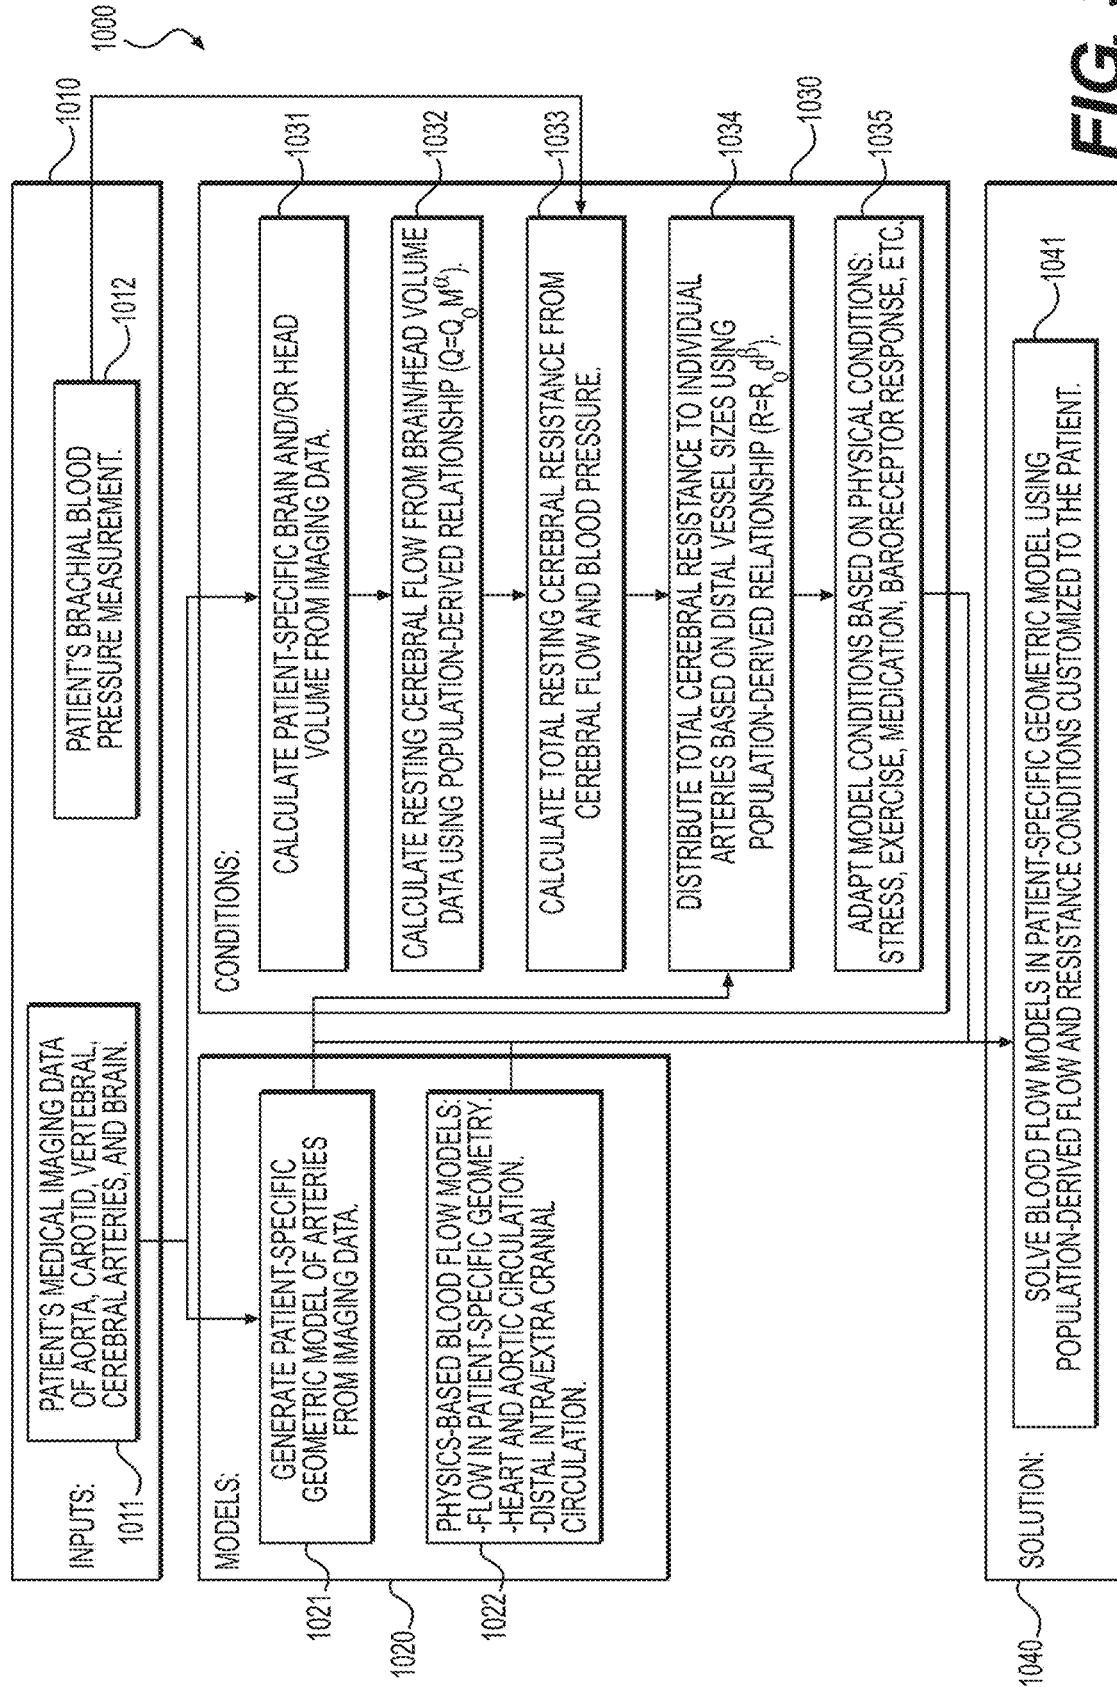 1000
1010
INPUTS:
1011
PATIENT'S MEDICAL IMAGING DATA
OF AORTA, CAROTID, VERTEBRAL,
CEREBRAL ARTERIES, AND BRAIN.
PATIENT'S BRACHIAL BLOOD
PRESSURE MEASUREMENT.
1012
MODELS:
1021
GENERATE PATIENT-SPECIFIC
GEOMETRIC MODEL OF ARTERIES
FROM IMAGING DATA.
1020
1022
PHYSICS-BASED BLOOD FLOW MODELS:
-FLOW IN PATIENT-SPECIFIC GEOMETRY.
-HEART AND AORTIC CIRCULATION.
-DISTAL INTRA/EXTRA CRANIAL
CIRCULATION.
CONDITIONS:
CALCULATE PATIENT-SPECIFIC BRAIN AND/OR HEAD
VOLUME FROM IMAGING DATA.
1031
CALCULATE RESTING CEREBRAL FLOW FROM BRAIN/HEAD VOLUME
DATA USING POPULATION-DERIVED RELATIONSHIP (Q=Q₀Mᵅ).
1032
CALCULATE TOTAL RESTING CEREBRAL RESISTANCE FROM
CEREBRAL FLOW AND BLOOD PRESSURE.
1033
DISTRIBUTE TOTAL CEREBRAL RESISTANCE TO INDIVIDUAL
ARTERIES BASED ON DISTAL VESSEL SIZES USING
POPULATION-DERIVED RELATIONSHIP (R=R₀dᵝ).
1034
1030
ADAPT MODEL CONDITIONS BASED ON PHYSICAL CONDITIONS:
STRESS, EXERCISE, MEDICATION, BARORECEPTOR RESPONSE, ETC.
1035
1040
SOLUTION:
SOLVE BLOOD FLOW MODELS IN PATIENT-SPECIFIC GEOMETRIC MODEL USING
POPULATION-DERIVED FLOW AND RESISTANCE CONDITIONS CUSTOMIZED TO THE PATIENT.
1041
FIG.